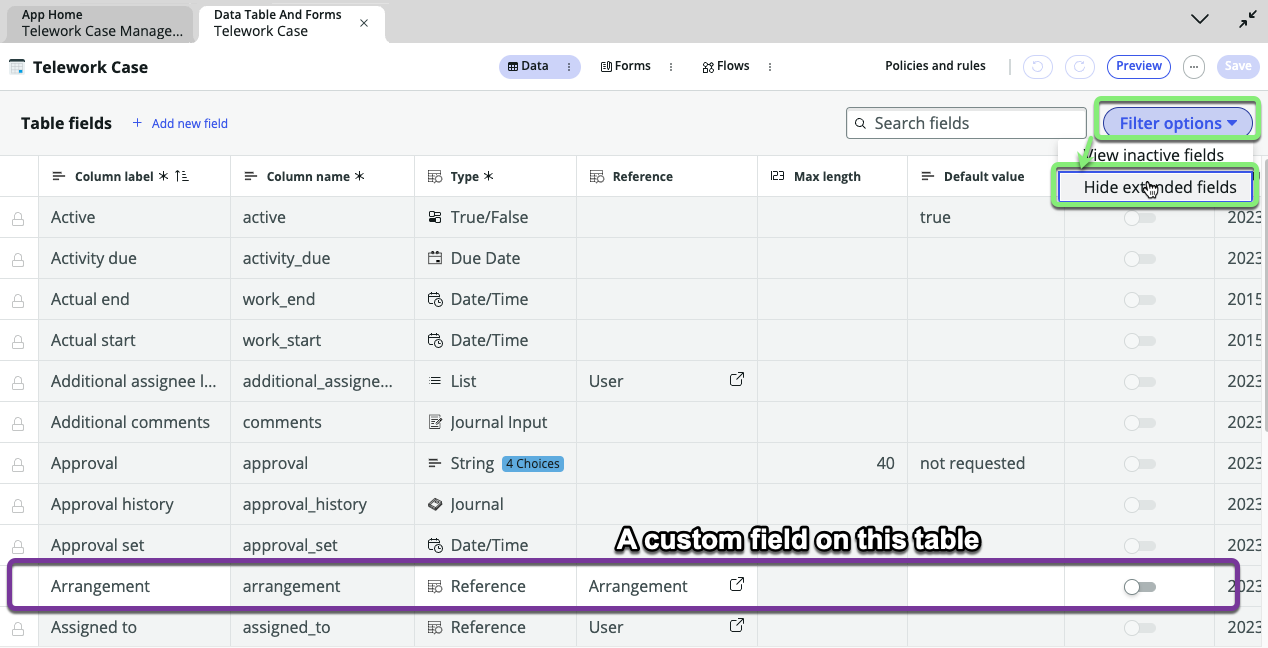 App Home
Telework Case Manage...
Data Table And Forms
Telework Case
Telework Case
Data
Forms
Flows
Policies and rules
Preview
Save
Table fields
+ Add new field
Search fields
Filter options
View inactive fields
Hide extended fields
Column label * Column name * Type * Reference Max length Default value
Active active True/False true 2023
Activity due activity_due Due Date 2023
Actual end work_end Date/Time 2015
Actual start work_start Date/Time 2015
Additional assignee l... additional_assigne... List User 2023
Additional comments comments Journal Input 2023
Approval approval String 4 Choices 40 not requested 2023
Approval history approval_history Journal 2023
Approval set approval_set Date/Time 2023
A custom field on this table
Arrangement arrangement Reference Arrangement 2023
Assigned to assigned_to Reference User 2023